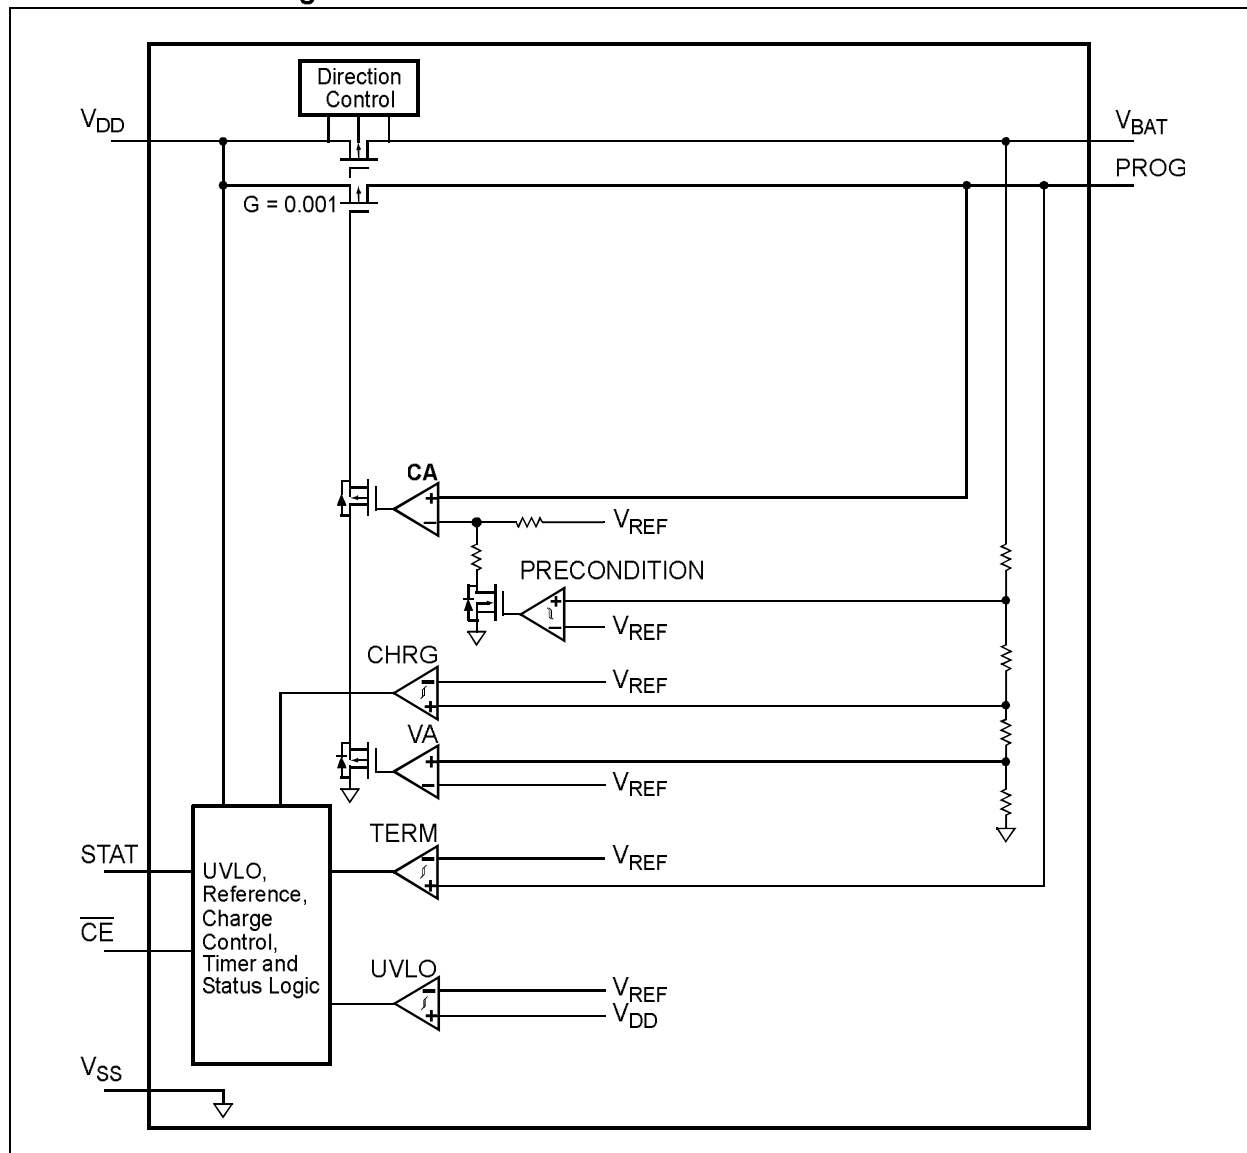 Direction
Control
VDD
VBAT
PROG
G = 0.001
CA
+
–
VREF
PRECONDITION
+
–
VREF
CHRG
–
VREF
+
VA
+
–
VREF
TERM
–
VREF
+
STAT
UVLO,
Reference,
Charge
Control,
Timer and
Status Logic
CE
UVLO
–
VREF
+
VDD
VSS